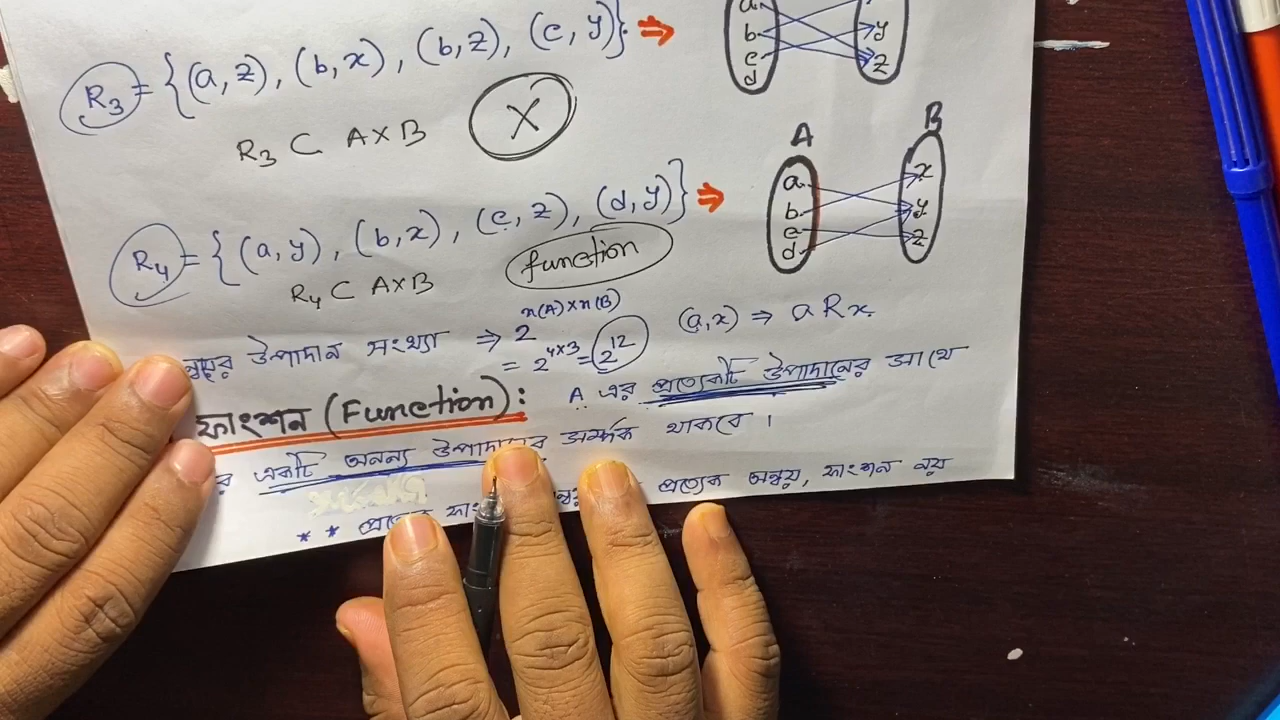 R₃ = {(a, z), (b, x), (b, z), (c, y)} ⇒
a b c d
y z
R₃ ⊂ A×B X
A B
a b c d
x y z
R₄ = {(a, y), (b, x), (c, z), (d, y)} ⇒
R₄ ⊂ A×B function
উপাদান সংখ্যা ⇒ 2^{n(A)×n(B)} (a,x) ⇒ aRx.
= 2^{4×3} = 2^{12}
ফাংশন (Function): A এর প্রত্যেকটি উপাদানের সাথে
একটি অনন্য উপাদানের সম্পর্ক থাকবে।
** প্রত্যেক প্রত্যেক অন্বয়, ফাংশন নয়